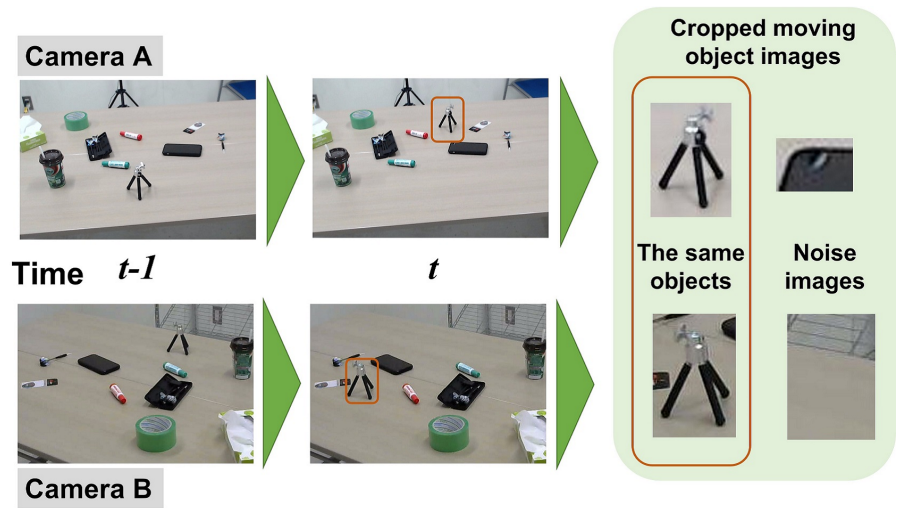 Camera A
Cropped moving
object images
Time
t-1
t
The same
objects
Noise
images
Camera B